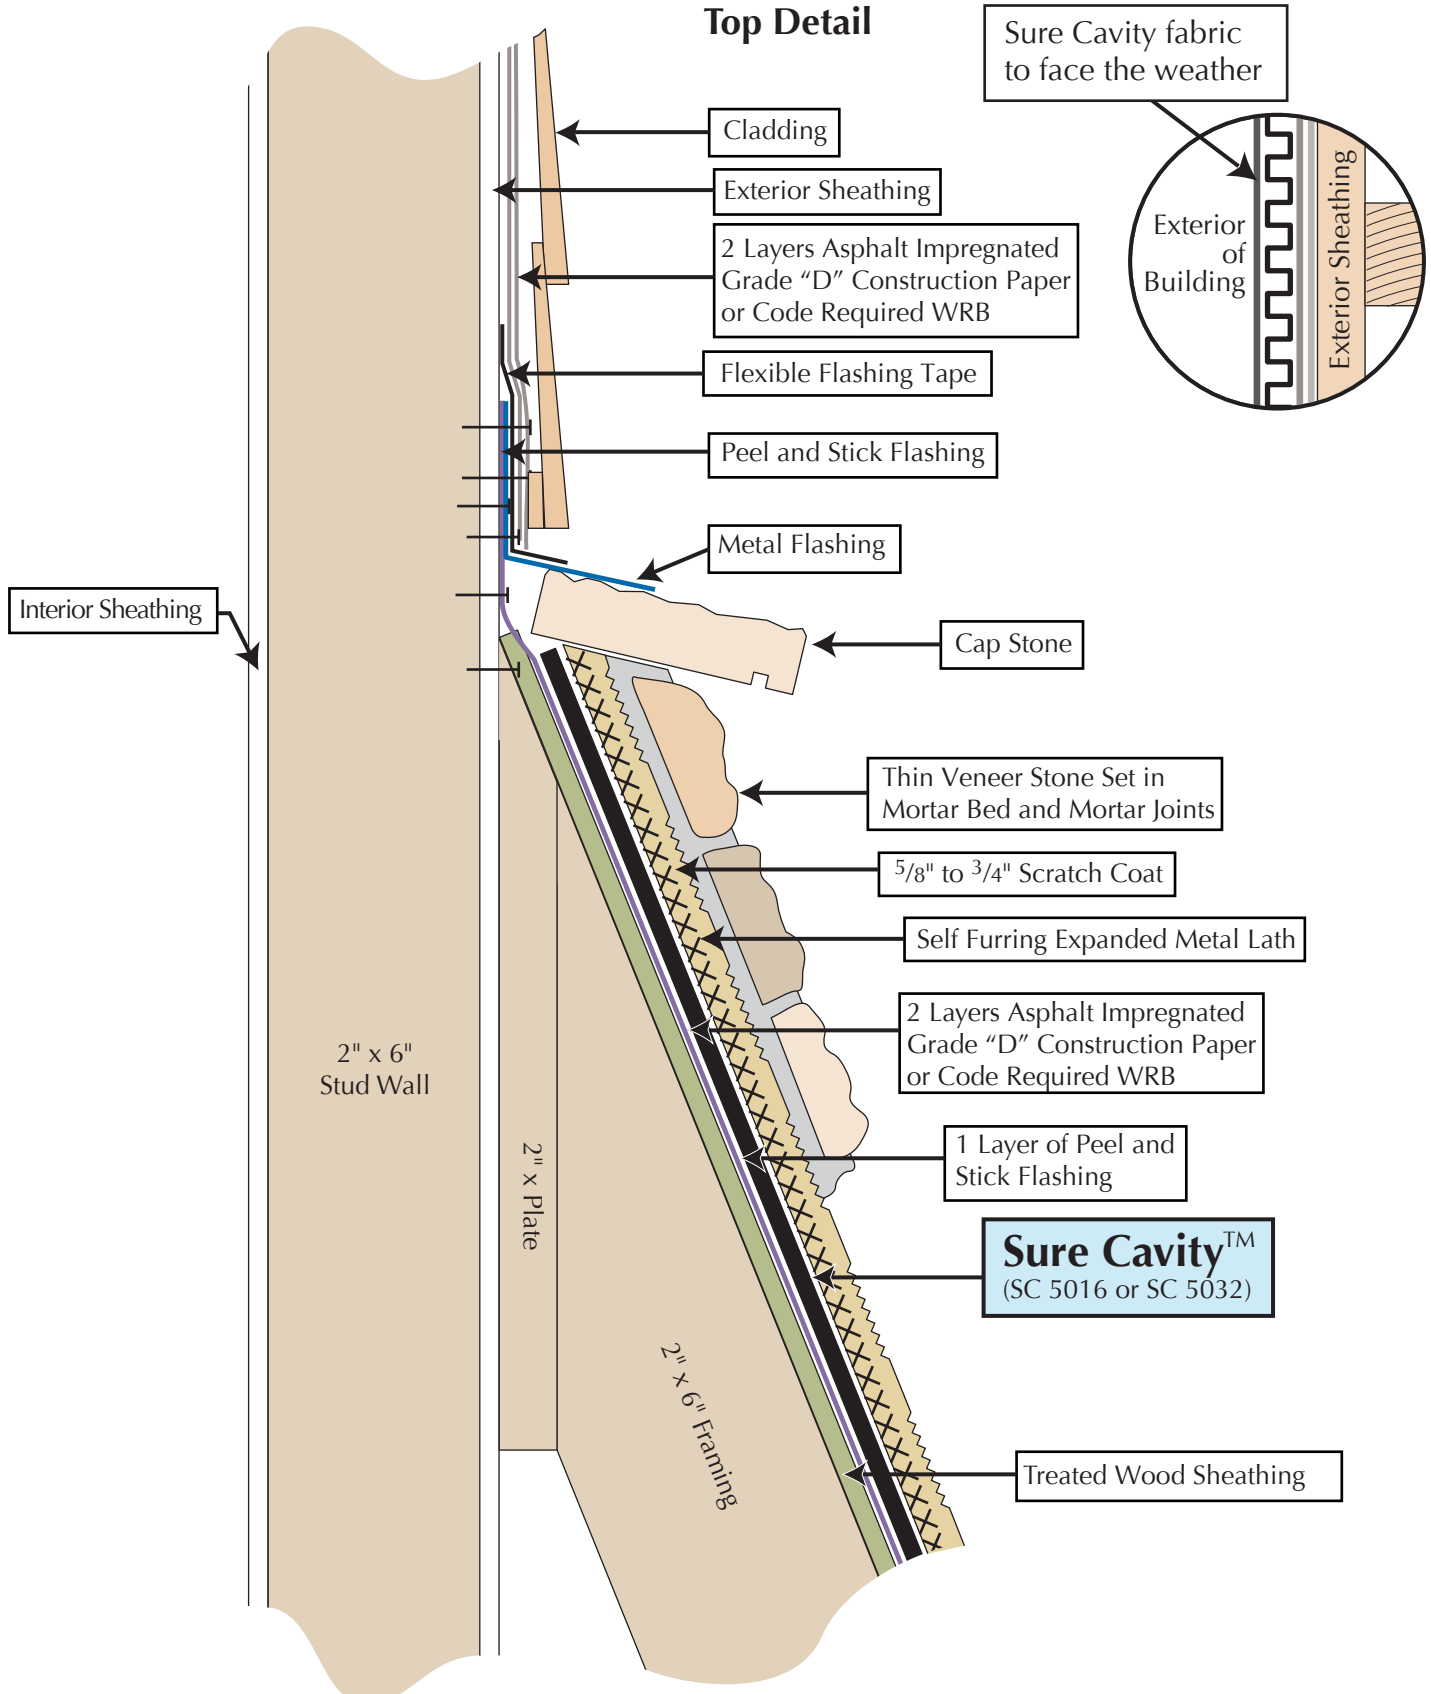 Top Detail
Sure Cavity fabric
to face the weather
Cladding
Exterior Sheathing
2 Layers Asphalt Impregnated
Grade “D” Construction Paper
or Code Required WRB
Exterior
of
Building
Exterior Sheathing
Flexible Flashing Tape
Peel and Stick Flashing
Metal Flashing
Interior Sheathing
Cap Stone
Thin Veneer Stone Set in
Mortar Bed and Mortar Joints
5/8" to 3/4" Scratch Coat
Self Furring Expanded Metal Lath
2 Layers Asphalt Impregnated
Grade “D” Construction Paper
or Code Required WRB
2" x 6"
Stud Wall
1 Layer of Peel and
Stick Flashing
2" x Plate
Sure Cavity™
(SC 5016 or SC 5032)
2" x 6" Framing
Treated Wood Sheathing